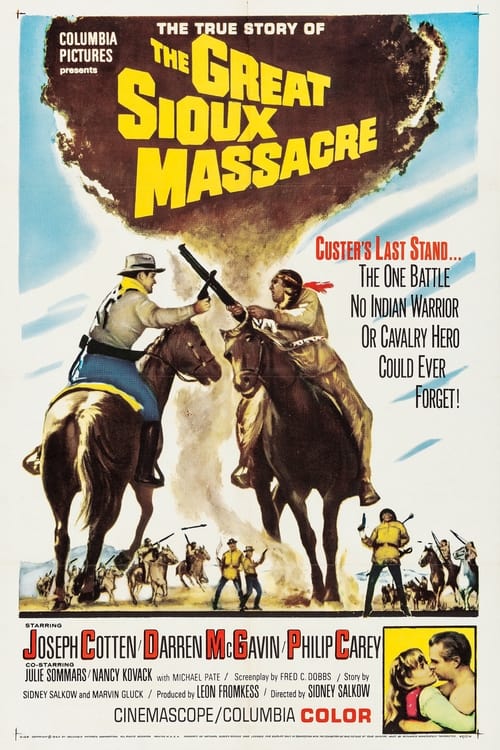 COLUMBIA
PICTURES
presents
THE TRUE STORY OF
THE GREAT
SIOUX
MASSACRE
CUSTER'S LAST STAND...
THE ONE BATTLE
NO INDIAN WARRIOR
OR CAVALRY HERO
COULD EVER
FORGET!
STARRING
JOSEPH COTTEN/DARREN McGAVIN/PHILIP CAREY
CO-STARRING
JULIE SOMMARS/NANCY KOVACK with MICHAEL PATE / Screenplay by FRED C. DOBBS / Story by
SIDNEY SALKOW and MARVIN GLUCK / Produced by LEON FROMKESS / Directed by SIDNEY SALKOW
CINEMASCOPE/COLUMBIA COLOR